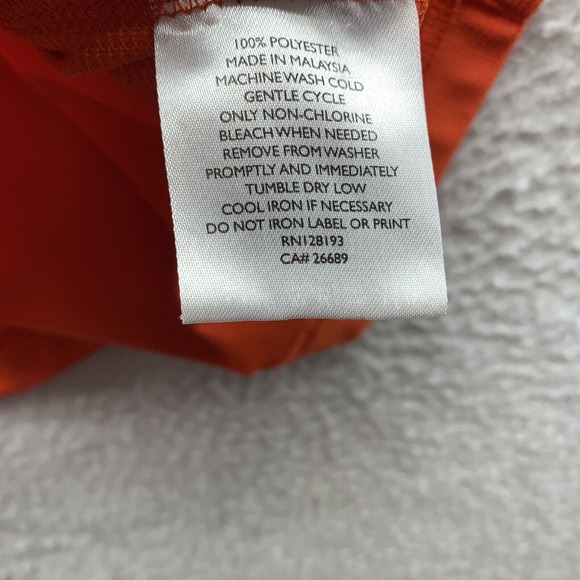 100% POLYESTER
MADE IN MALAYSIA
MACHINE WASH COLD
GENTLE CYCLE
ONLY NON-CHLORINE
BLEACH WHEN NEEDED
REMOVE FROM WASHER
PROMPTLY AND IMMEDIATELY
TUMBLE DRY LOW
COOL IRON IF NECESSARY
DO NOT IRON LABEL OR PRINT
RN128193
CA# 26689